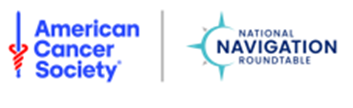 American
Cancer
Society®
NATIONAL
NAVIGATION
ROUNDTABLE